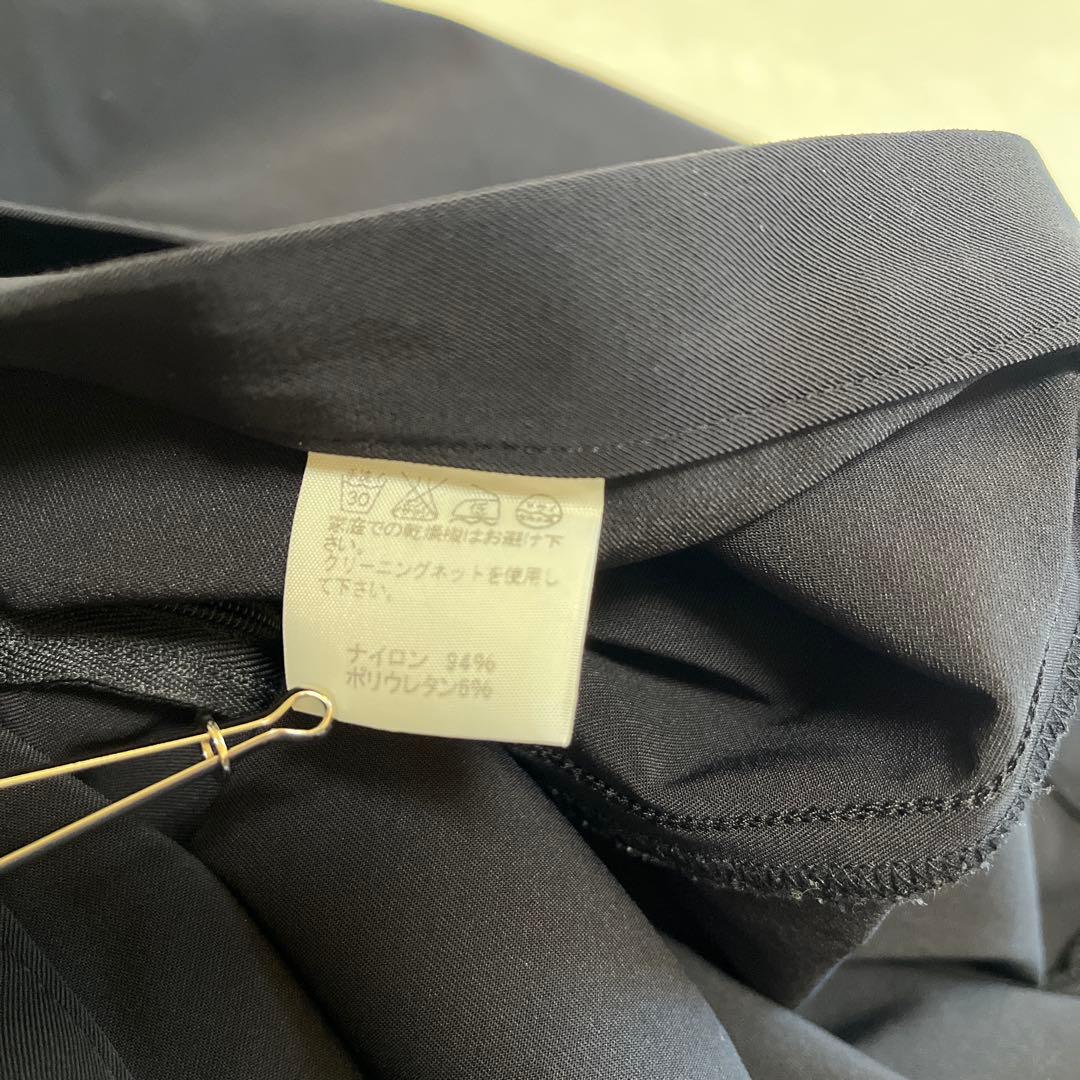 30
家庭での乾燥機はお避け下
さい。
クリーニングネットを使用し
て下さい。
ナイロン 94%
ポリウレタン6%